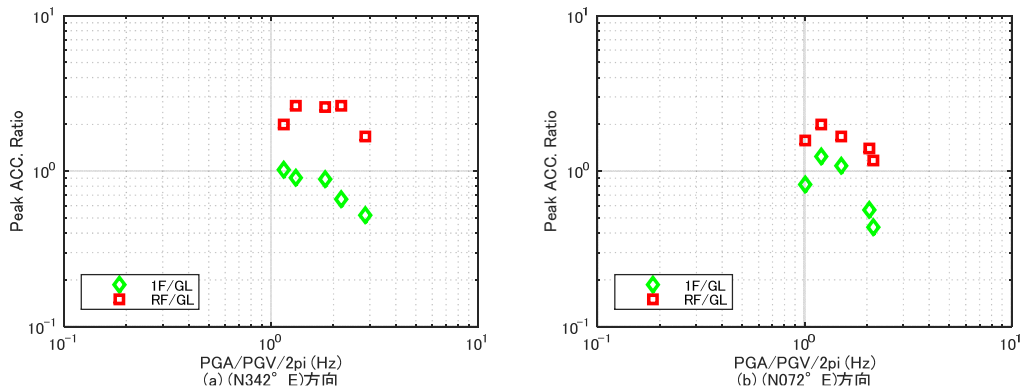 Peak ACC. Ratio
10^1
10^0
10^-1
1F/GL
RF/GL
10^-1
10^0
10^1
PGA/PGV/2pi (Hz)
(a) (N342° E)方向
Peak ACC. Ratio
10^1
10^0
10^-1
1F/GL
RF/GL
10^-1
10^0
10^1
PGA/PGV/2pi (Hz)
(b) (N072° E)方向